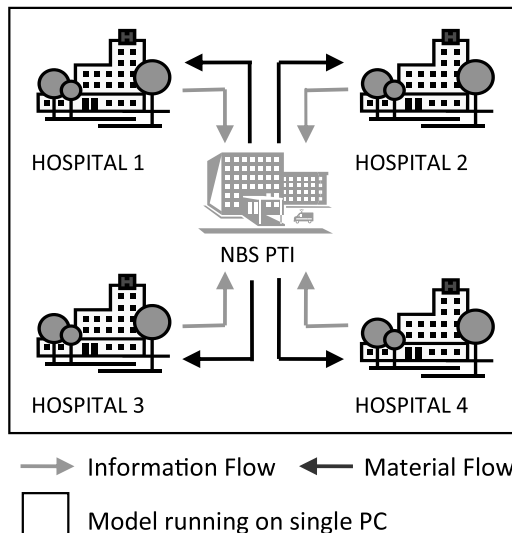 HOSPITAL 1
HOSPITAL 2
NBS PTI
HOSPITAL 3
HOSPITAL 4
Information Flow
Material Flow
Model running on single PC